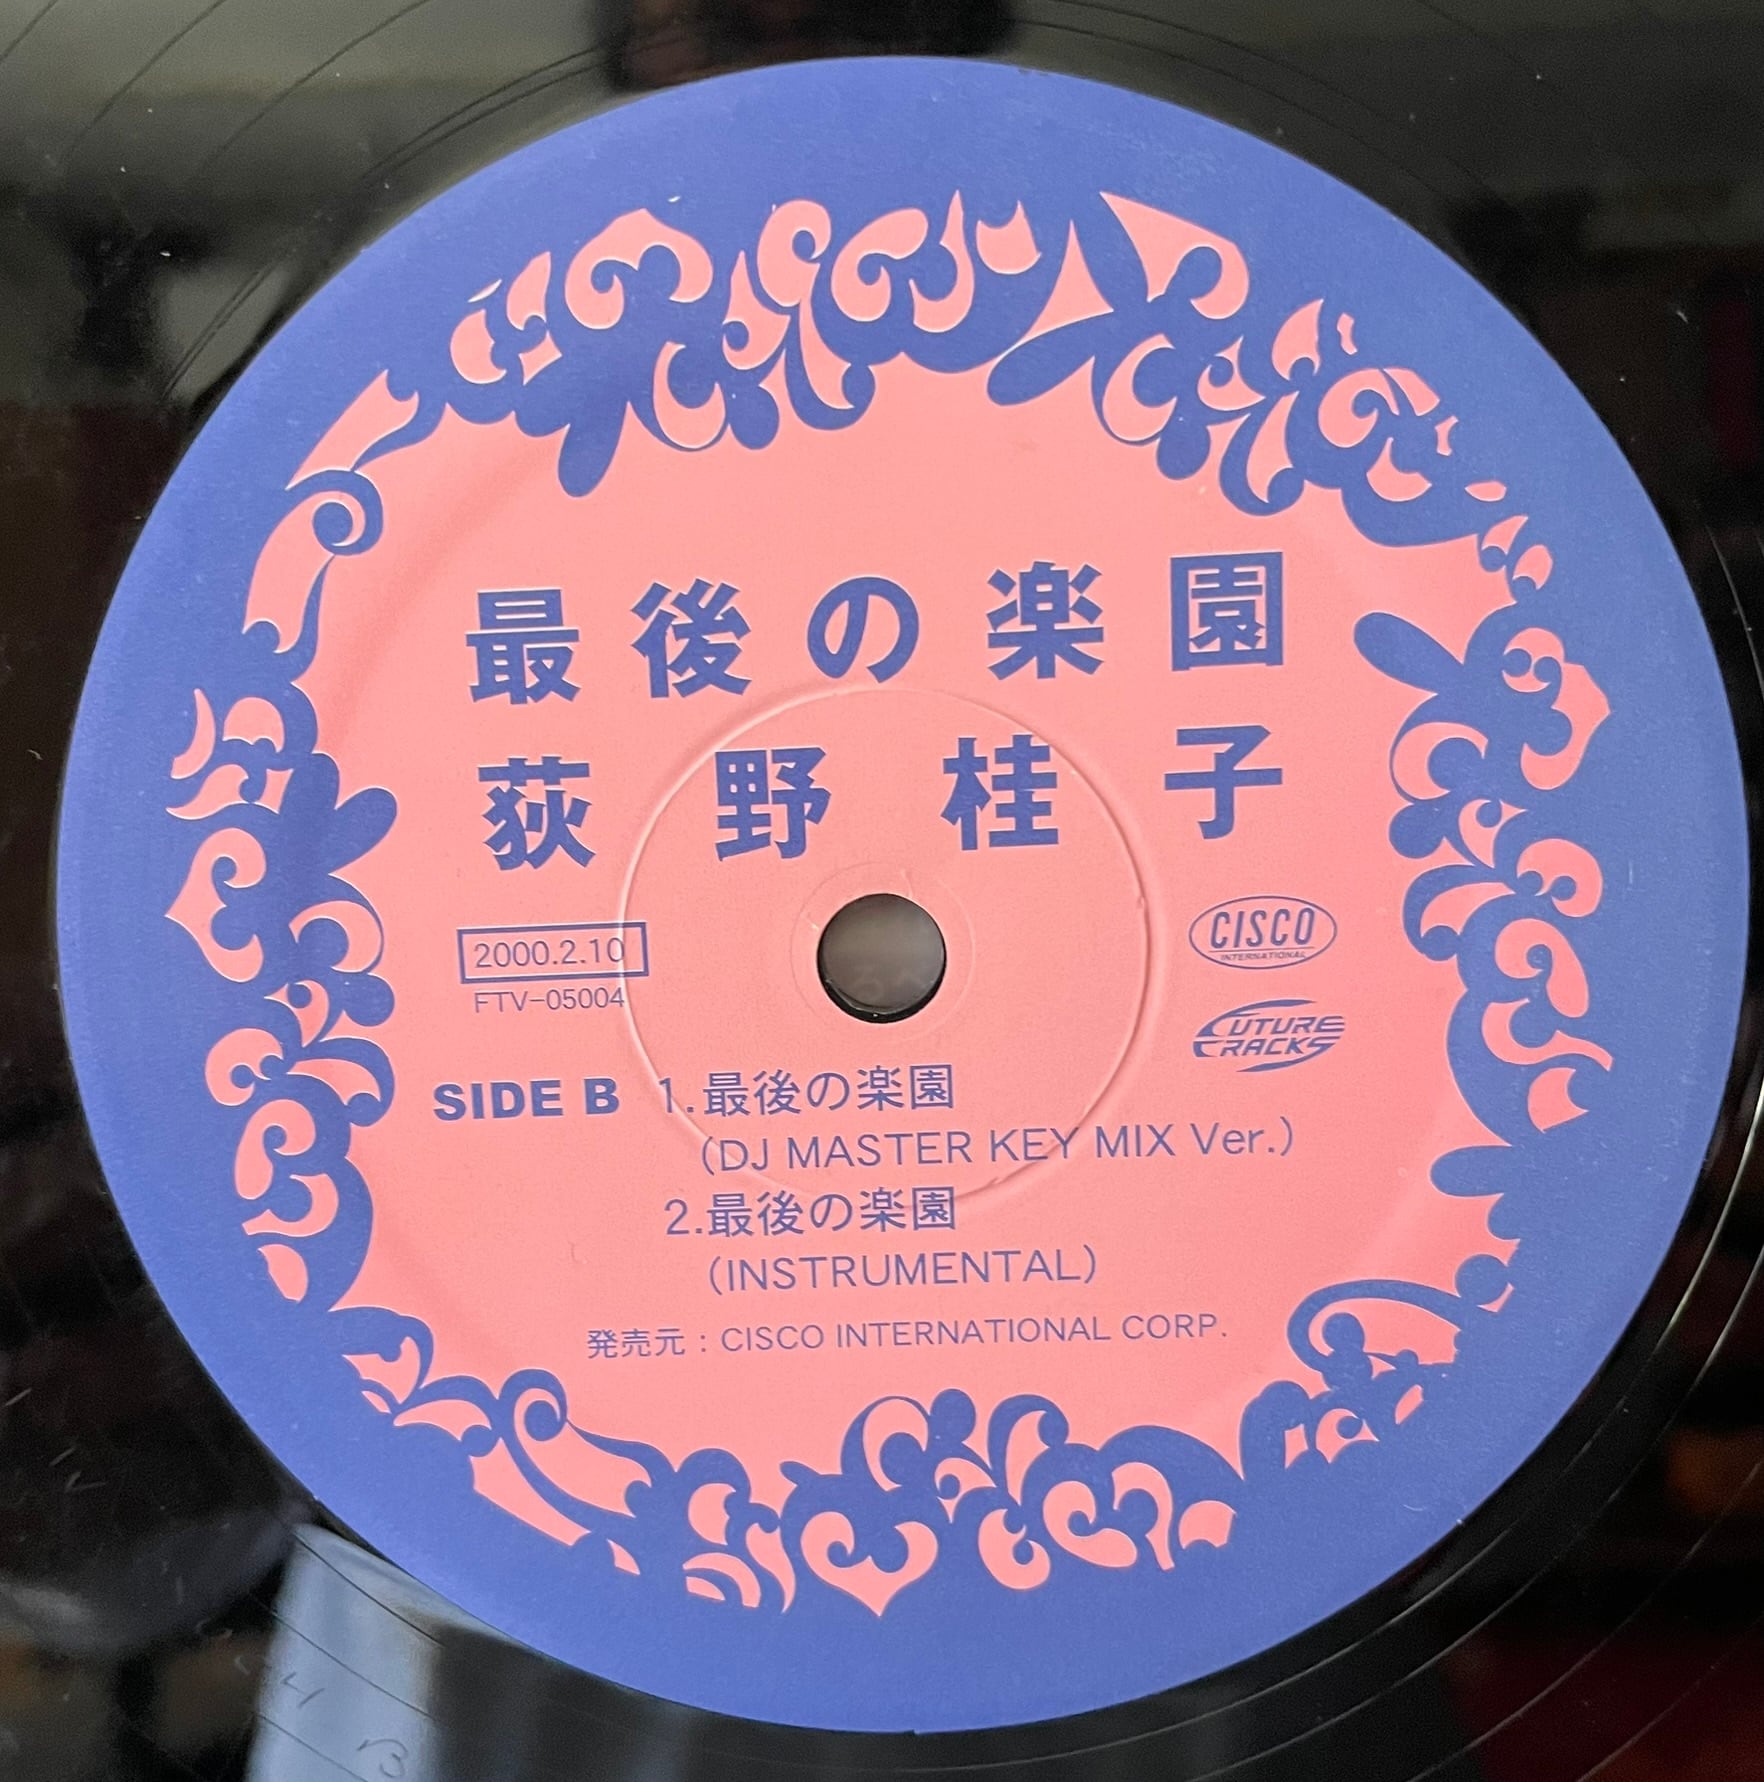 最後の楽園
荻野桂子
2000.2.10
FTV-05004
CISCO
INTERNATIONAL
FUTURE
TRACKS
SIDE B 1.最後の楽園
(DJ MASTER KEY MIX Ver.)
2.最後の楽園
(INSTRUMENTAL)
発売元：CISCO INTERNATIONAL CORP.